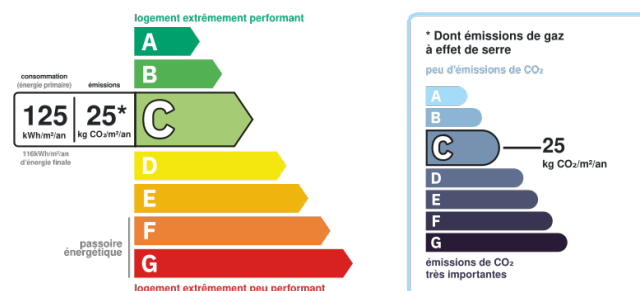 logement extrêmement performant
A
B
consommation
(énergie primaire)
émissions
125
kWh/m²/an
25*
kg CO₂/m²/an
C
116kWh/m²/an
d'énergie finale
D
E
F
G
passoire
énergétique
logement extrêmement peu performant
* Dont émissions de gaz
à effet de serre
peu d'émissions de CO₂
A
B
C
25
kg CO₂/m²/an
D
E
F
G
émissions de CO₂
très importantes